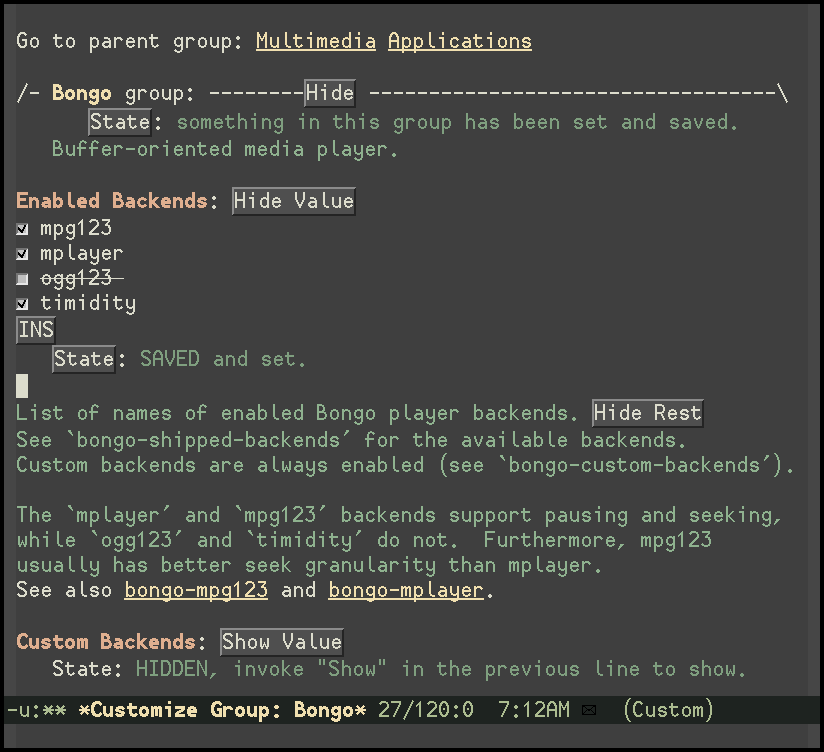 Go to parent group: Multimedia Applications
/- Bongo group: --------Hide ----------------------------------\
State: something in this group has been set and saved.
Buffer-oriented media player.
Enabled Backends: Hide Value
mpg123
mplayer
ogg123
timidity
INS
State: SAVED and set.
List of names of enabled Bongo player backends. Hide Rest
See `bongo-shipped-backends' for the available backends.
Custom backends are always enabled (see `bongo-custom-backends').
The `mplayer' and `mpg123' backends support pausing and seeking,
while `ogg123' and `timidity' do not.  Furthermore, mpg123
usually has better seek granularity than mplayer.
See also bongo-mpg123 and bongo-mplayer.
Custom Backends: Show Value
State: HIDDEN, invoke "Show" in the previous line to show.
-u:** *Customize Group: Bongo* 27/120:0  7:12AM ✉  (Custom)